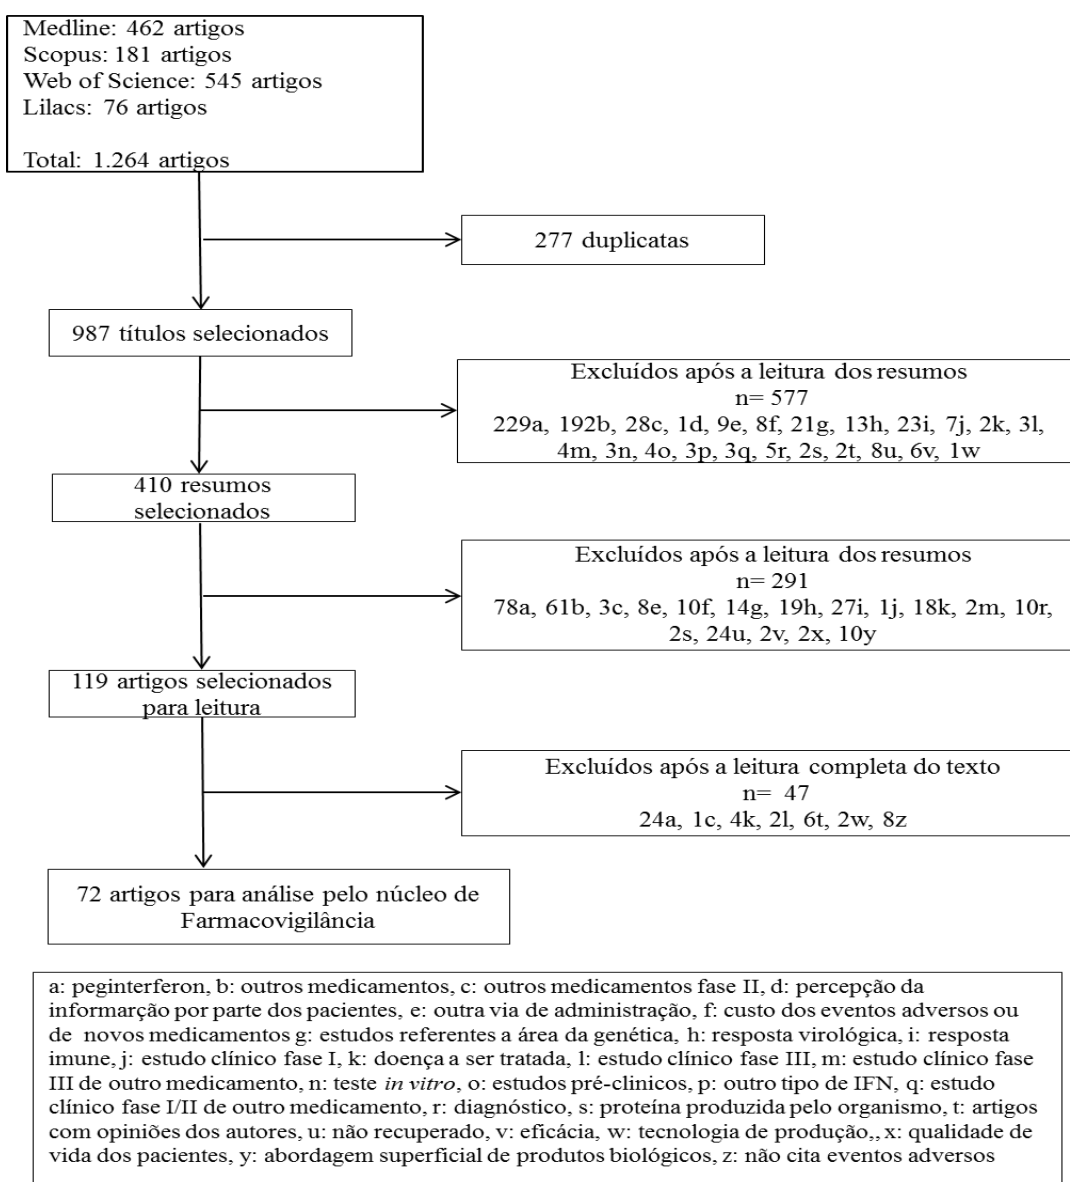 Medline: 462 artigos
Scopus: 181 artigos
Web of Science: 545 artigos
Lilacs: 76 artigos
Total: 1.264 artigos
277 duplicatas
987 títulos selecionados
Excluídos após a leitura dos resumos
n= 577
229a, 192b, 28c, 1d, 9e, 8f, 21g, 13h, 23i, 7j, 2k, 3l,
4m, 3n, 4o, 3p, 3q, 5r, 2s, 2t, 8u, 6v, 1w
410 resumos
selecionados
Excluídos após a leitura dos resumos
n= 291
78a, 61b, 3c, 8e, 10f, 14g, 19h, 27i, 1j, 18k, 2m, 10r,
2s, 24u, 2v, 2x, 10y
119 artigos selecionados
para leitura
Excluídos após a leitura completa do texto
n= 47
24a, 1c, 4k, 2l, 6t, 2w, 8z
72 artigos para análise pelo núcleo de
Farmacovigilância
a: peginterferon, b: outros medicamentos, c: outros medicamentos fase II, d: percepção da
informarção por parte dos pacientes, e: outra via de administração, f: custo dos eventos adversos ou
de novos medicamentos g: estudos referentes a área da genética, h: resposta virológica, i: resposta
imune, j: estudo clínico fase I, k: doença a ser tratada, l: estudo clínico fase III, m: estudo clínico fase
III de outro medicamento, n: teste in vitro, o: estudos pré-clinicos, p: outro tipo de IFN, q: estudo
clínico fase I/II de outro medicamento, r: diagnóstico, s: proteína produzida pelo organismo, t: artigos
com opiniões dos autores, u: não recuperado, v: eficácia, w: tecnologia de produção,, x: qualidade de
vida dos pacientes, y: abordagem superficial de produtos biológicos, z: não cita eventos adversos